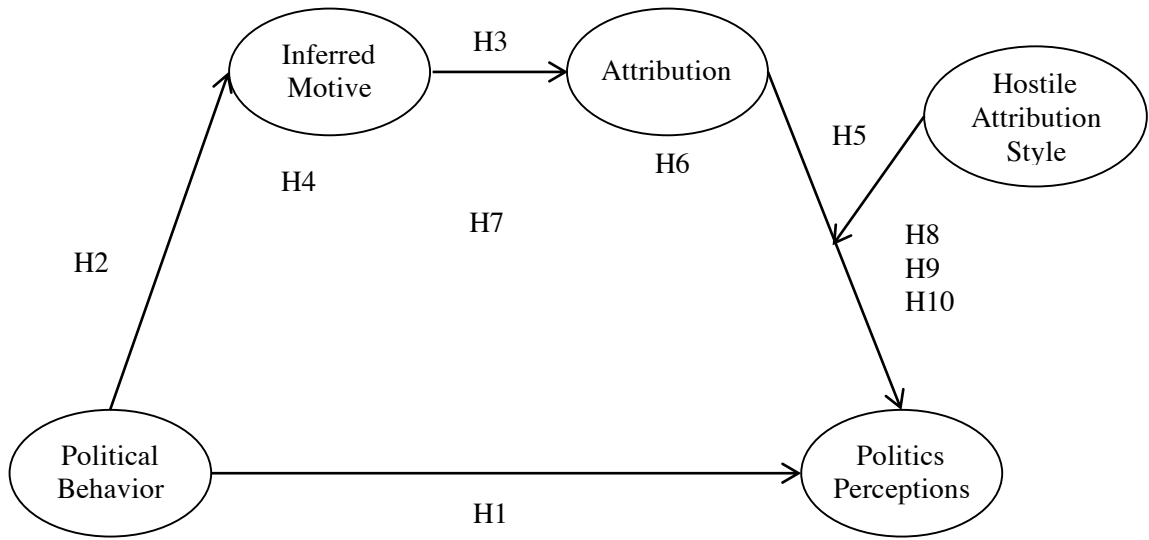 Inferred
Motive
H3
Attribution
Hostile
Attribution
Style
H5
H6
H4
H7
H2
H8
H9
H10
Political
Behavior
Politics
Perceptions
H1